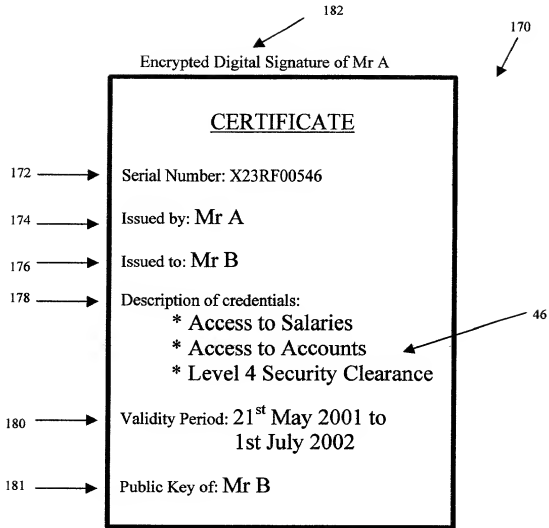 182
170
Encrypted Digital Signature of Mr A
CERTIFICATE
172
Serial Number: X23RF00546
174
Issued by: Mr A
176
Issued to: Mr B
178
Description of credentials:
* Access to Salaries
46
* Access to Accounts
* Level 4 Security Clearance
180
Validity Period: 21st May 2001 to
1st July 2002
181
Public Key of: Mr B